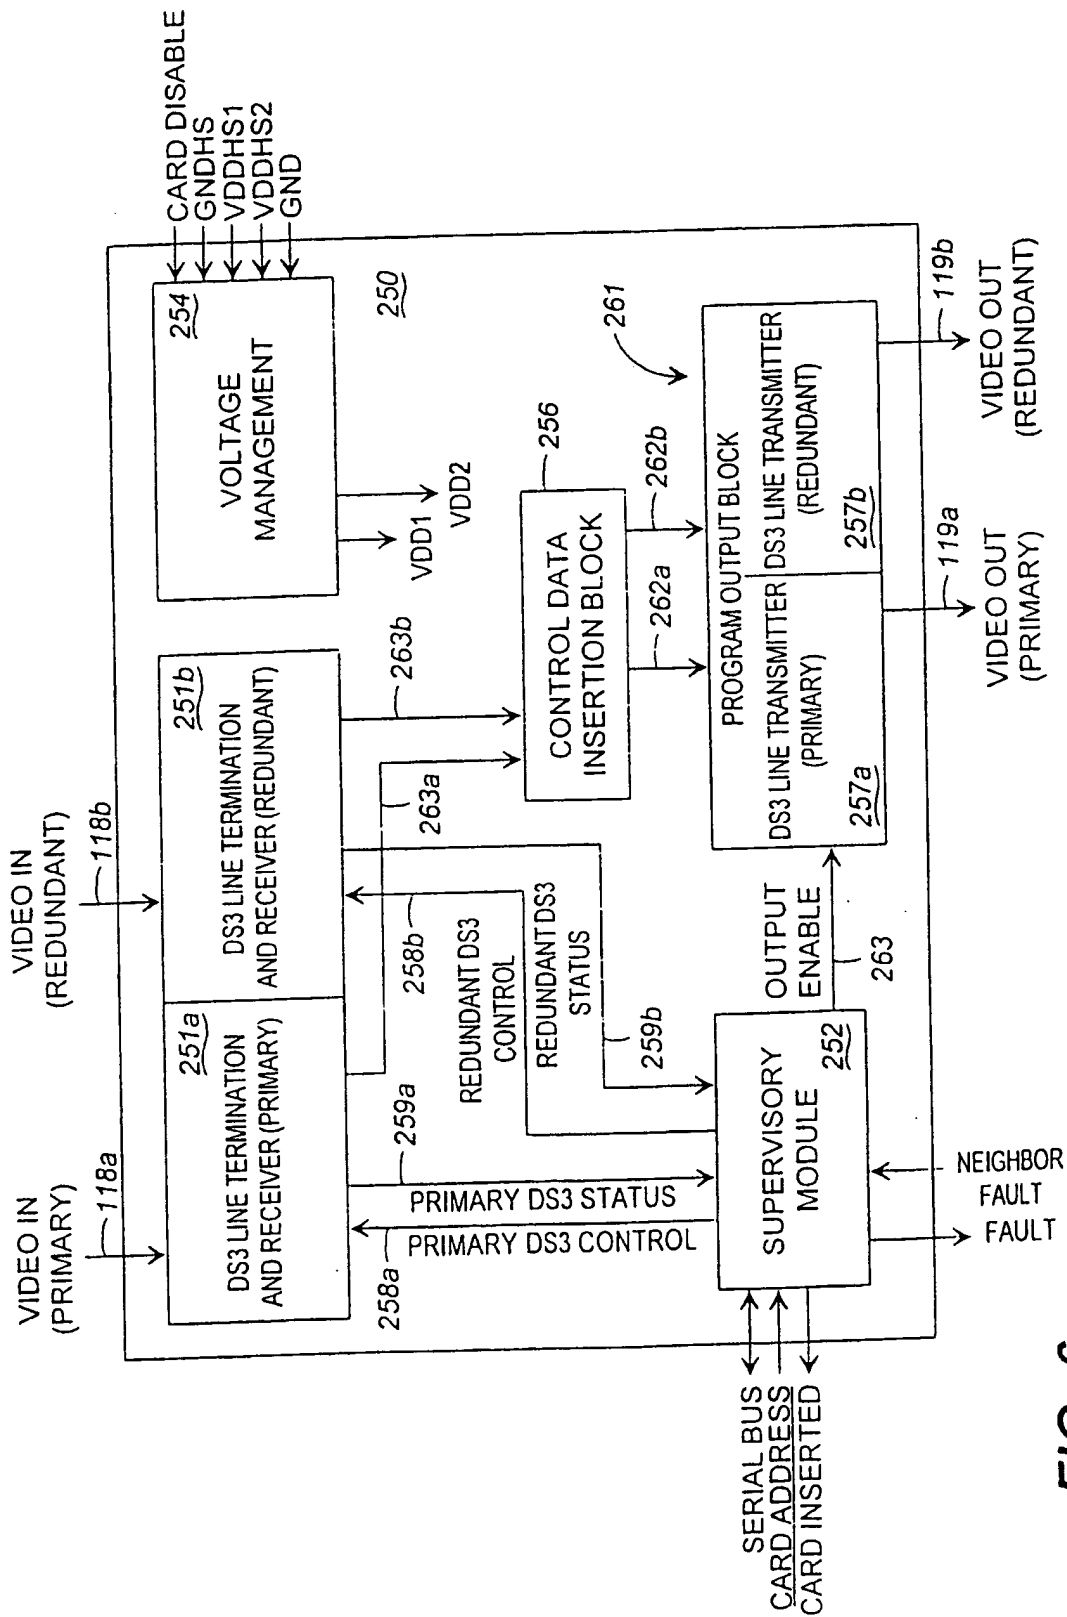 VIDEO IN
(PRIMARY)
118a
VIDEO IN
(REDUNDANT)
118b
251a
DS3 LINE TERMINATION
AND RECEIVER (PRIMARY)
251b
DS3 LINE TERMINATION
AND RECEIVER (REDUNDANT)
254
VOLTAGE
MANAGEMENT
CARD DISABLE
GNDHS
VDDHS1
VDDHS2
GND
250
VDD1
VDD2
263b
263a
258b
REDUNDANT DS3
CONTROL
REDUNDANT DS3
STATUS
259b
259a
PRIMARY DS3 STATUS
PRIMARY DS3 CONTROL
258a
256
CONTROL DATA
INSERTION BLOCK
262a
262b
261
PROGRAM OUTPUT BLOCK
DS3 LINE TRANSMITTER
(PRIMARY)
257a
DS3 LINE TRANSMITTER
(REDUNDANT)
257b
OUTPUT
ENABLE
263
SUPERVISORY
MODULE
252
SERIAL BUS
CARD ADDRESS
CARD INSERTED
NEIGHBOR
FAULT
FAULT
119a
VIDEO OUT
(PRIMARY)
119b
VIDEO OUT
(REDUNDANT)